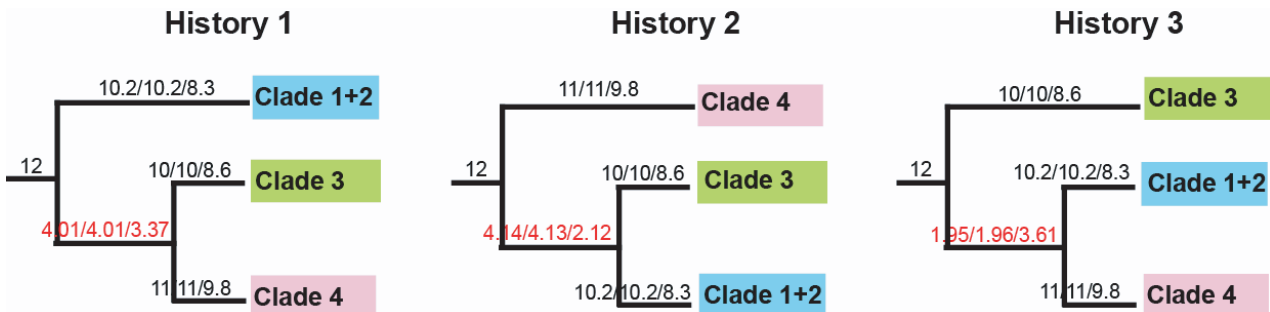 History 1
10.2/10.2/8.3
Clade 1+2
12
10/10/8.6
Clade 3
4.01/4.01/3.37
11/11/9.8
Clade 4
History 2
11/11/9.8
Clade 4
12
10/10/8.6
Clade 3
4.14/4.13/2.12
10.2/10.2/8.3
Clade 1+2
History 3
10/10/8.6
Clade 3
12
10.2/10.2/8.3
Clade 1+2
1.95/1.96/3.61
11/11/9.8
Clade 4